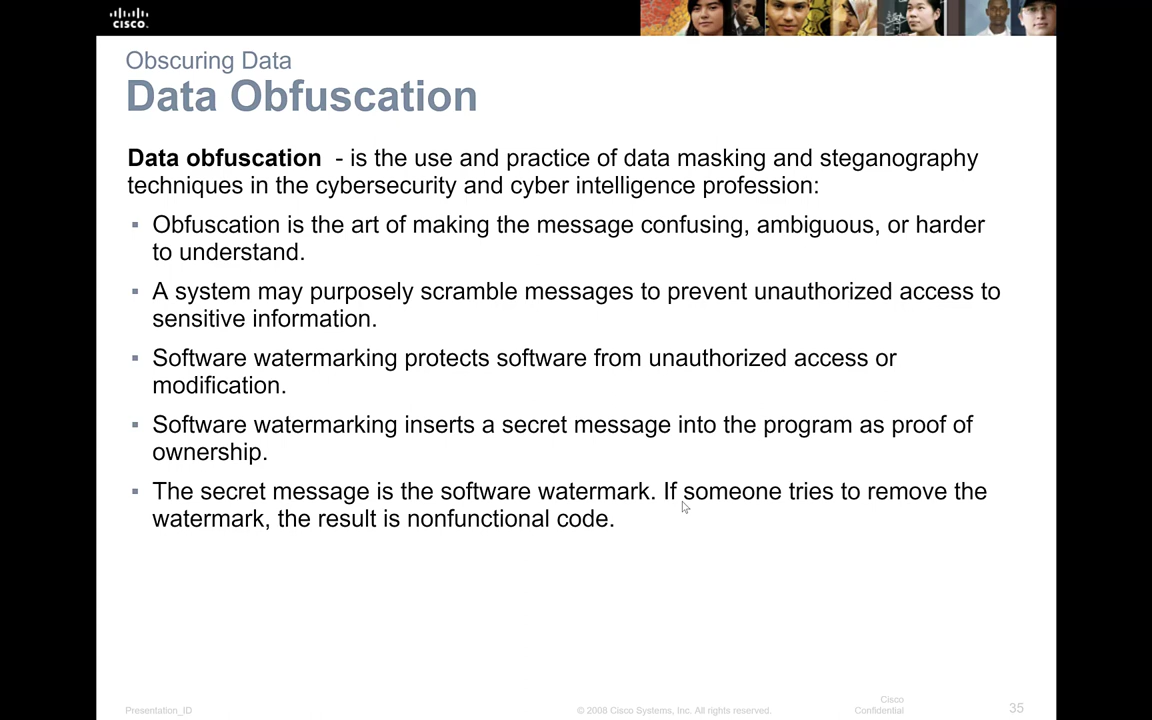 CISCO.
Obscuring Data
Data Obfuscation
Data obfuscation - is the use and practice of data masking and steganography
techniques in the cybersecurity and cyber intelligence profession:
▪ Obfuscation is the art of making the message confusing, ambiguous, or harder
to understand.
▪ A system may purposely scramble messages to prevent unauthorized access to
sensitive information.
▪ Software watermarking protects software from unauthorized access or
modification.
▪ Software watermarking inserts a secret message into the program as proof of
ownership.
▪ The secret message is the software watermark. If someone tries to remove the
watermark, the result is nonfunctional code.
Presentation_ID
© 2008 Cisco Systems, Inc. All rights reserved.
Cisco
Confidential
35